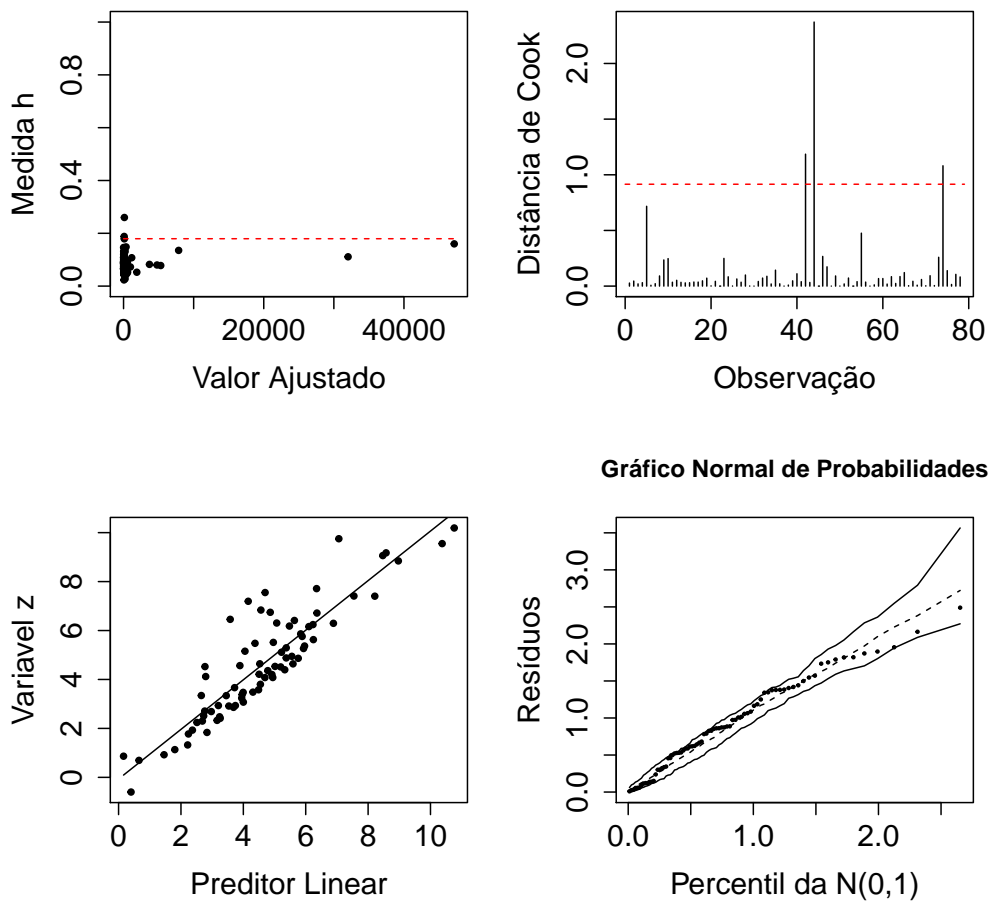 Medida h
0.0 0.4 0.8
0 20000 40000
Valor Ajustado
Distância de Cook
0.0 1.0 2.0
0 20 40 60 80
Observação
Variavel z
0 2 4 6 8
0 2 4 6 8 10
Preditor Linear
Gráfico Normal de Probabilidades
Resíduos
0.0 1.0 2.0 3.0
0.0 1.0 2.0
Percentil da N(0,1)